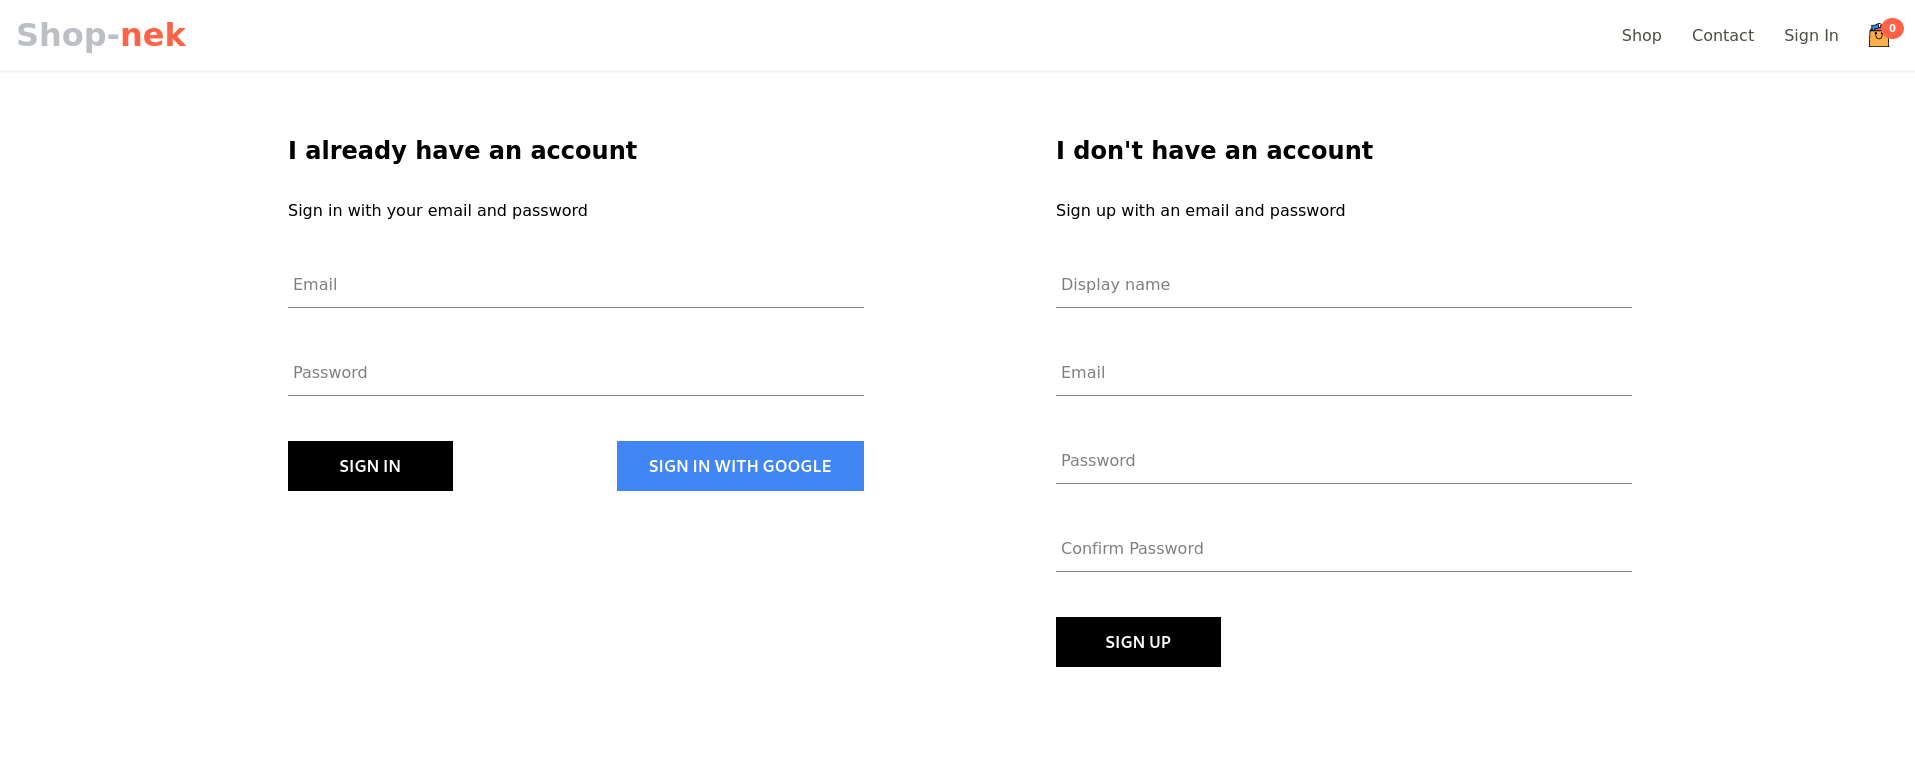 Shop-nek
Shop
Contact
Sign In
0
I already have an account
Sign in with your email and password
Email
Password
SIGN IN
SIGN IN WITH GOOGLE
I don't have an account
Sign up with an email and password
Display name
Email
Password
Confirm Password
SIGN UP